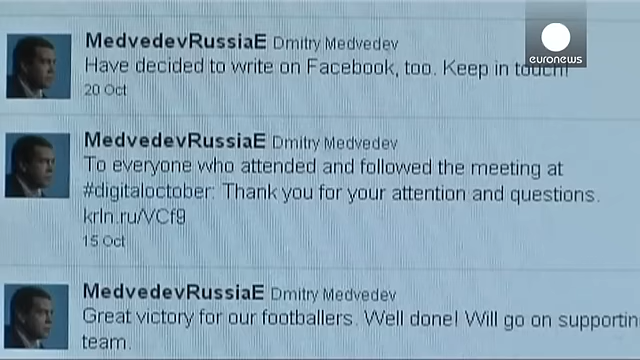 euronews
MedvedevRussiaE Dmitry Medvedev
Have decided to write on Facebook, too. Keep in touch!
20 Oct
MedvedevRussiaE Dmitry Medvedev
To everyone who attended and followed the meeting at
#digitaloctober: Thank you for your attention and questions.
krln.ru/VCf9
15 Oct
MedvedevRussiaE Dmitry Medvedev
Great victory for our footballers. Well done! Will go on supportin
team.